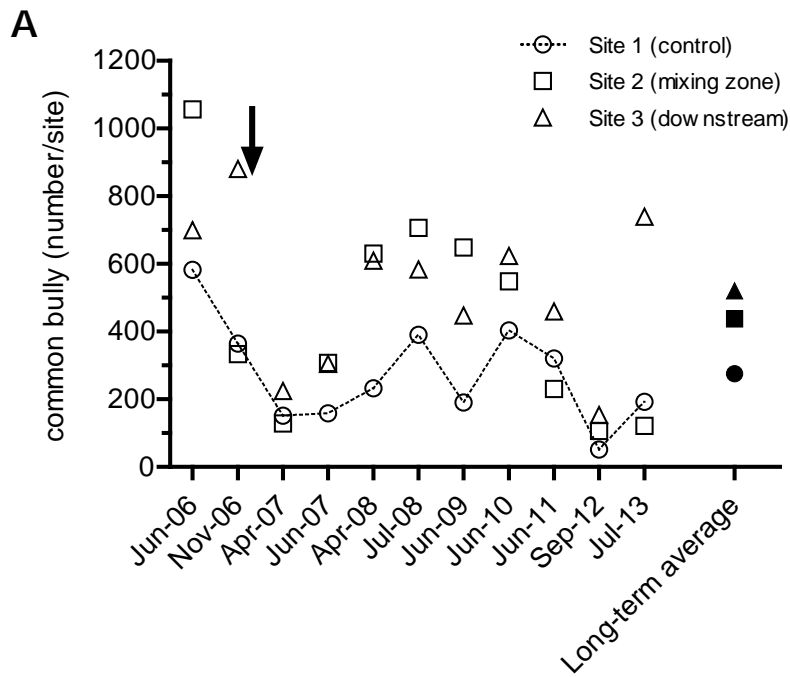 A
Site 1 (control)
Site 2 (mixing zone)
Site 3 (downstream)
common bully (number/site)
1200
1000
800
600
400
200
0
Jun-06
Nov-06
Apr-07
Jun-07
Apr-08
Jul-08
Jun-09
Jun-10
Jun-11
Sep-12
Jul-13
Long-term average